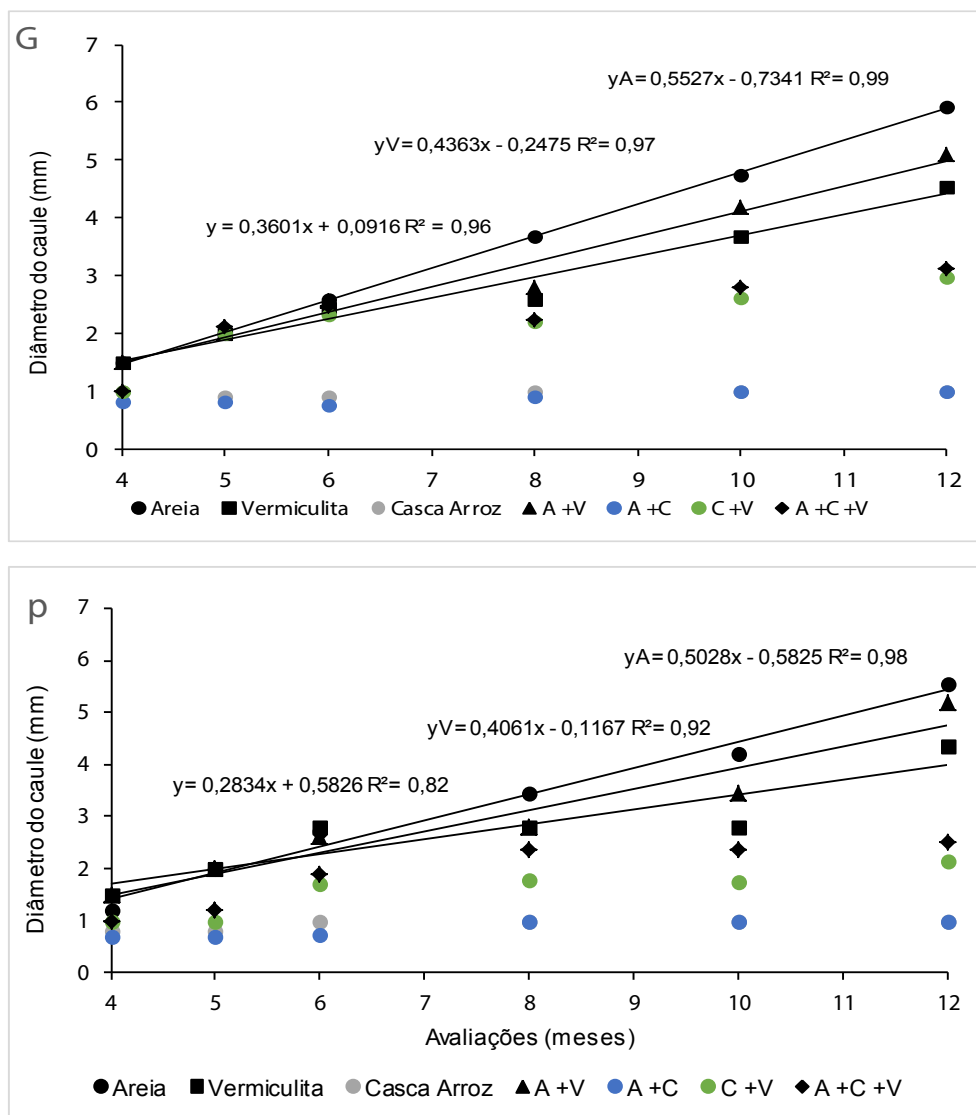 G
Diâmetro do caule (mm)
7
6
5
4
3
2
1
0
yA = 0,5527x - 0,7341 R²= 0,99
yV = 0,4363x - 0,2475 R²= 0,97
y = 0,3601x + 0,0916 R² = 0,96
4 5 6 7 8 9 10 11 12
Areia Vermiculita Casca Arroz A +V A +C C +V A +C +V
p
Diâmetro do caule (mm)
7
6
5
4
3
2
1
0
yA = 0,5028x - 0,5825 R²= 0,98
yV = 0,4061x - 0,1167 R²= 0,92
y = 0,2834x + 0,5826 R²= 0,82
4 5 6 7 8 9 10 11 12
Avaliações (meses)
Areia Vermiculita Casca Arroz A +V A +C C +V A +C +V